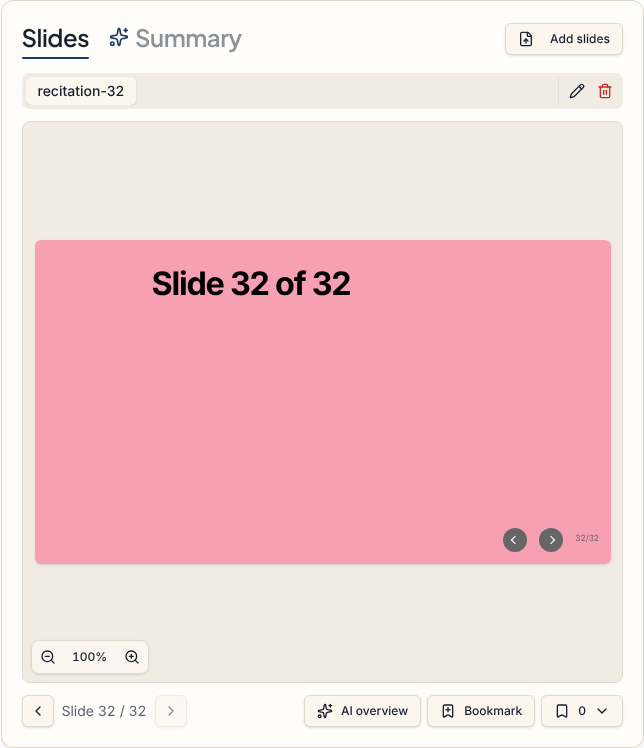 Slides Summary Add slides
recitation-32
Slide 32 of 32
32/32
100%
Slide 32 / 32 AI overview Bookmark 0